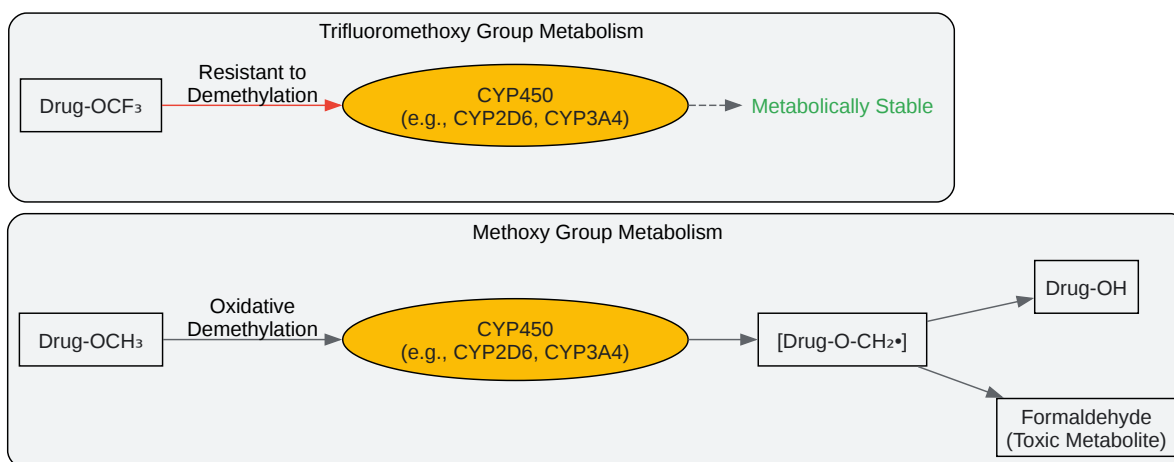 Trifluoromethoxy Group Metabolism
Drug-OCF₃
Resistant to
Demethylation
CYP450
(e.g., CYP2D6, CYP3A4)
Metabolically Stable
Methoxy Group Metabolism
Drug-OCH₃
Oxidative
Demethylation
CYP450
(e.g., CYP2D6, CYP3A4)
[Drug-O-CH₂•]
Drug-OH
Formaldehyde
(Toxic Metabolite)